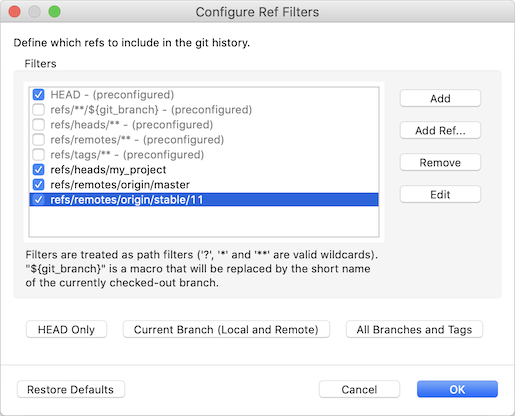 Configure Ref Filters
Define which refs to include in the git history.
Filters
HEAD - (preconfigured)
refs/**/${git_branch} - (preconfigured)
refs/heads/** - (preconfigured)
refs/remotes/** - (preconfigured)
refs/tags/** - (preconfigured)
refs/heads/my_project
refs/remotes/origin/master
refs/remotes/origin/stable/11
Add
Add Ref...
Remove
Edit
Filters are treated as path filters ('?', '*' and '**' are valid wildcards).
"${git_branch}" is a macro that will be replaced by the short name
of the currently checked-out branch.
HEAD Only
Current Branch (Local and Remote)
All Branches and Tags
Restore Defaults
Cancel
OK